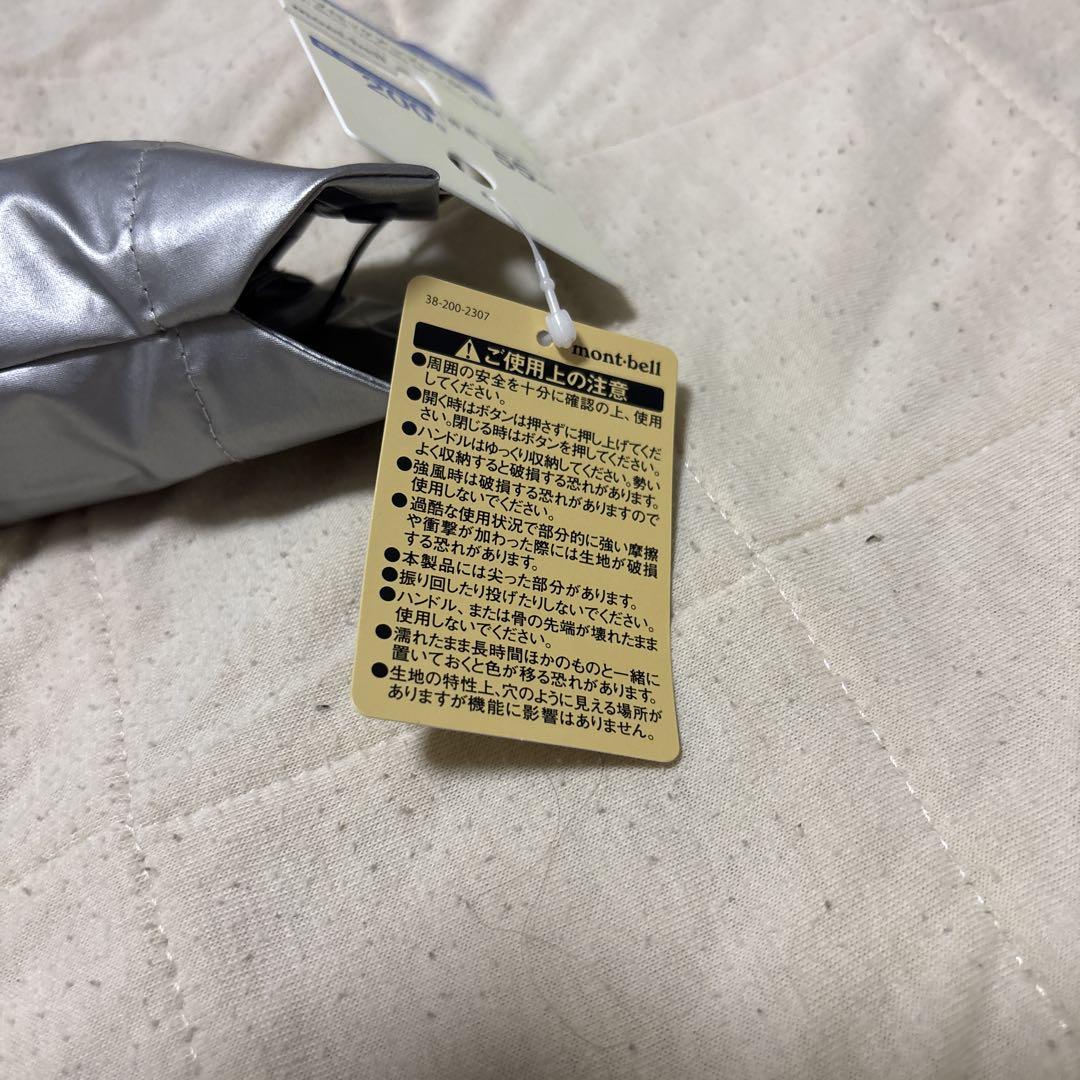 200
55
38-200-2307
mont-bell
ご使用上の注意
●周囲の安全を十分に確認の上、使用
してください。
●開く時はボタンは押さずに押し上げてくだ
さい。閉じる時はボタンを押してください。
●ハンドルはゆっくり収納してください。勢い
よく収納すると破損する恐れがあります。
●強風時は破損する恐れがありますので
使用しないでください。
●過酷な使用状況で部分的に強い摩擦
や衝撃が加わった際には生地が破損
する恐れがあります。
●本製品には尖った部分があります。
●振り回したり投げたりしないでください。
●ハンドル、または骨の先端が壊れたまま
使用しないでください。
●濡れたまま長時間ほかのものと一緒に
置いておくと色が移る恐れがあります。
●生地の特性上、穴のように見える場所が
ありますが機能に影響はありません。